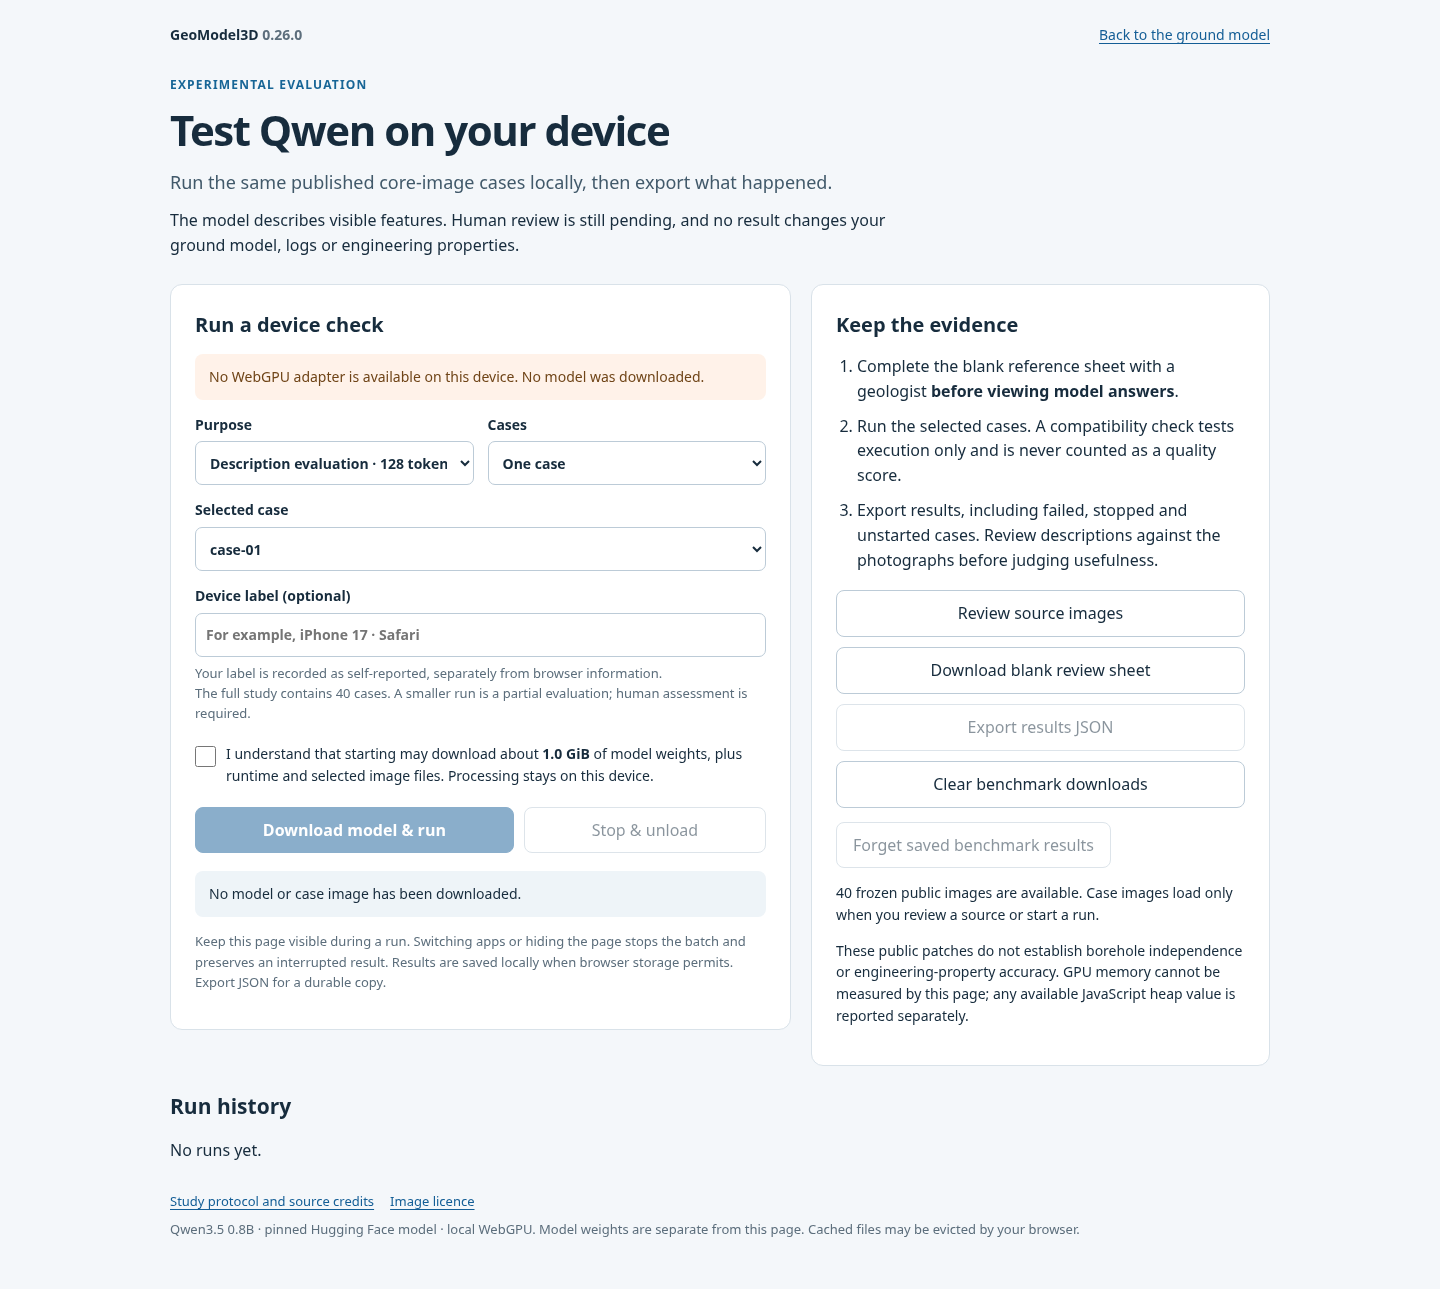 GeoModel3D 0.26.0
Back to the ground model
EXPERIMENTAL EVALUATION
Test Qwen on your device
Run the same published core-image cases locally, then export what happened.
The model describes visible features. Human review is still pending, and no result changes your
ground model, logs or engineering properties.
Run a device check
No WebGPU adapter is available on this device. No model was downloaded.
Purpose
Cases
Description evaluation · 128 token
One case
Selected case
case-01
Device label (optional)
For example, iPhone 17 · Safari
Your label is recorded as self-reported, separately from browser information.
The full study contains 40 cases. A smaller run is a partial evaluation; human assessment is
required.
I understand that starting may download about 1.0 GiB of model weights, plus
runtime and selected image files. Processing stays on this device.
Download model & run
Stop & unload
No model or case image has been downloaded.
Keep this page visible during a run. Switching apps or hiding the page stops the batch and
preserves an interrupted result. Results are saved locally when browser storage permits.
Export JSON for a durable copy.
Keep the evidence
1. Complete the blank reference sheet with a
geologist before viewing model answers.
2. Run the selected cases. A compatibility check tests
execution only and is never counted as a quality
score.
3. Export results, including failed, stopped and
unstarted cases. Review descriptions against the
photographs before judging usefulness.
Review source images
Download blank review sheet
Export results JSON
Clear benchmark downloads
Forget saved benchmark results
40 frozen public images are available. Case images load only
when you review a source or start a run.
These public patches do not establish borehole independence
or engineering-property accuracy. GPU memory cannot be
measured by this page; any available JavaScript heap value is
reported separately.
Run history
No runs yet.
Study protocol and source credits
Image licence
Qwen3.5 0.8B · pinned Hugging Face model · local WebGPU. Model weights are separate from this page. Cached files may be evicted by your browser.